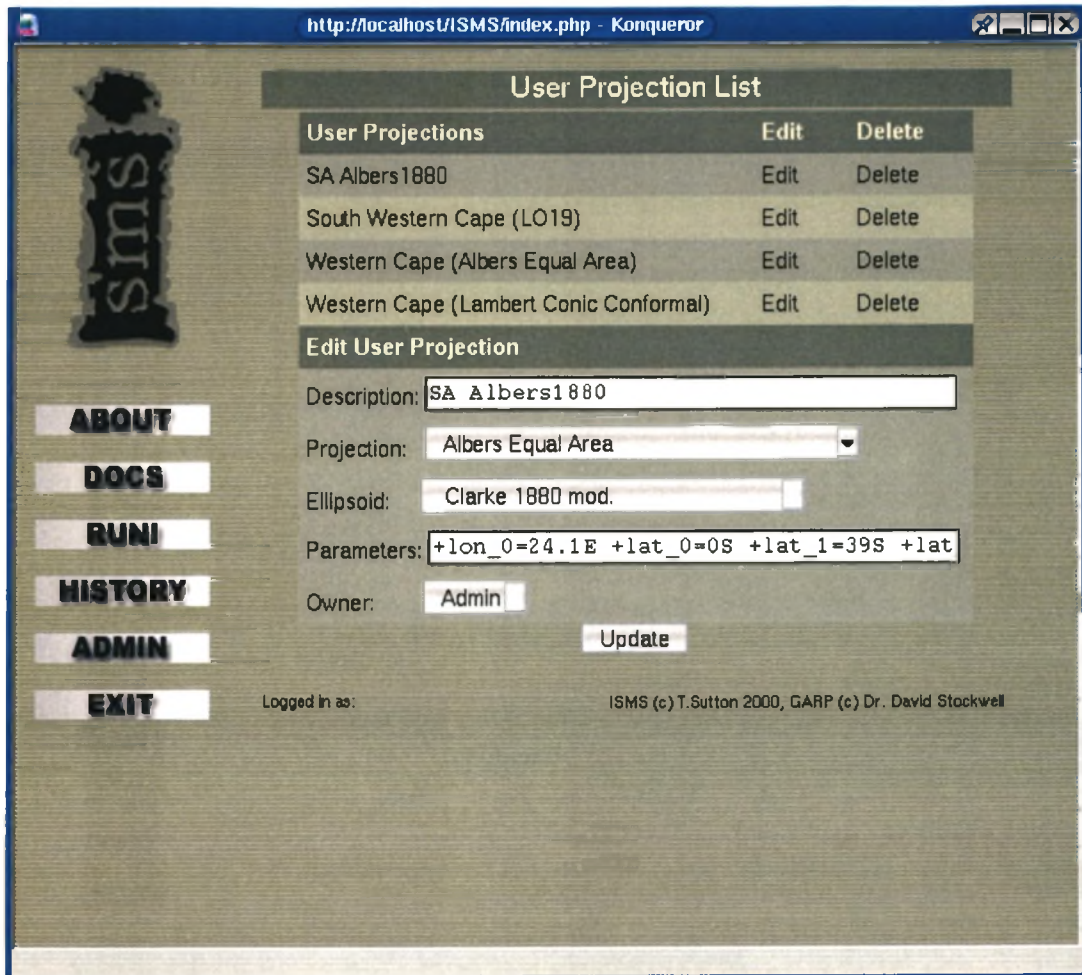 http://localhost/ISMS/index.php - Konqueror
isms
User Projection List
User Projections Edit Delete
SA Albers1880 Edit Delete
South Western Cape (LO19) Edit Delete
Western Cape (Albers Equal Area) Edit Delete
Western Cape (Lambert Conic Conformal) Edit Delete
Edit User Projection
Description: SA Albers1880
Projection: Albers Equal Area
Ellipsoid: Clarke 1880 mod.
Parameters: +lon_0=24.1E +lat_0=0S +lat_1=39S +lat
Owner: Admin
Update
ABOUT
DOCS
RUN!
HISTORY
ADMIN
EXIT
Logged in as: ISMS (c) T.Sutton 2000, GARP (c) Dr. David Stockwell